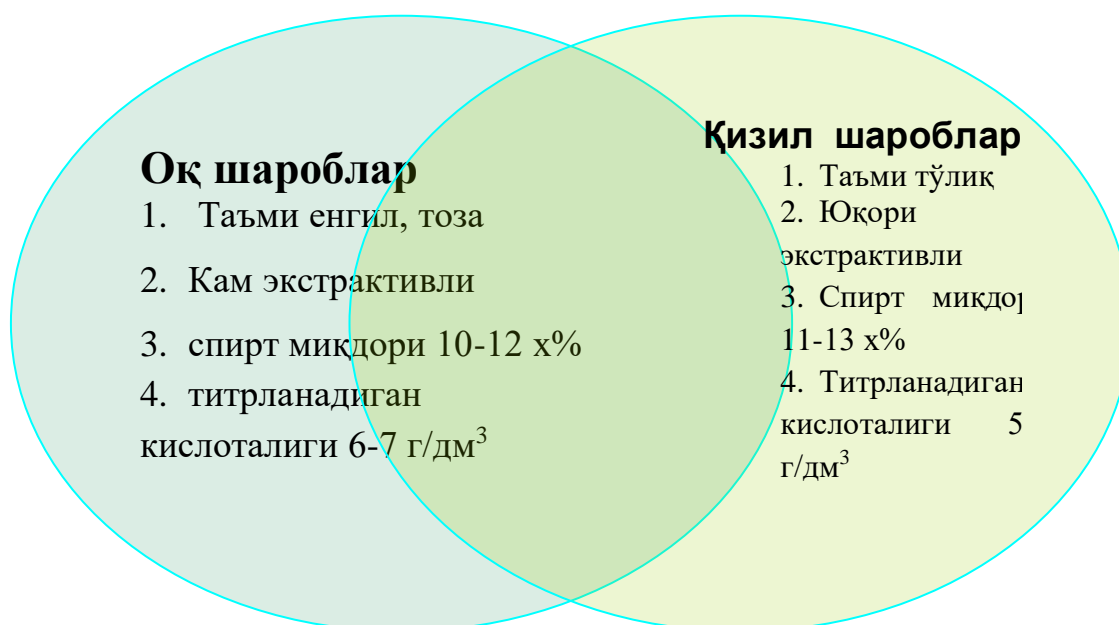 Оқ шароблар
1. Таъми енгил, тоза
2. Кам экстрактивли
3. спирт миқдори 10-12 х%
4. титрланадиган
кислоталиги 6-7 г/дм³
Қизил шароблар
1. Таъми тўлиқ
2. Юқори
экстрактивли
3. Спирт
11-13 х%
4. Титрланадиган
кислоталиги 5
г/дм³